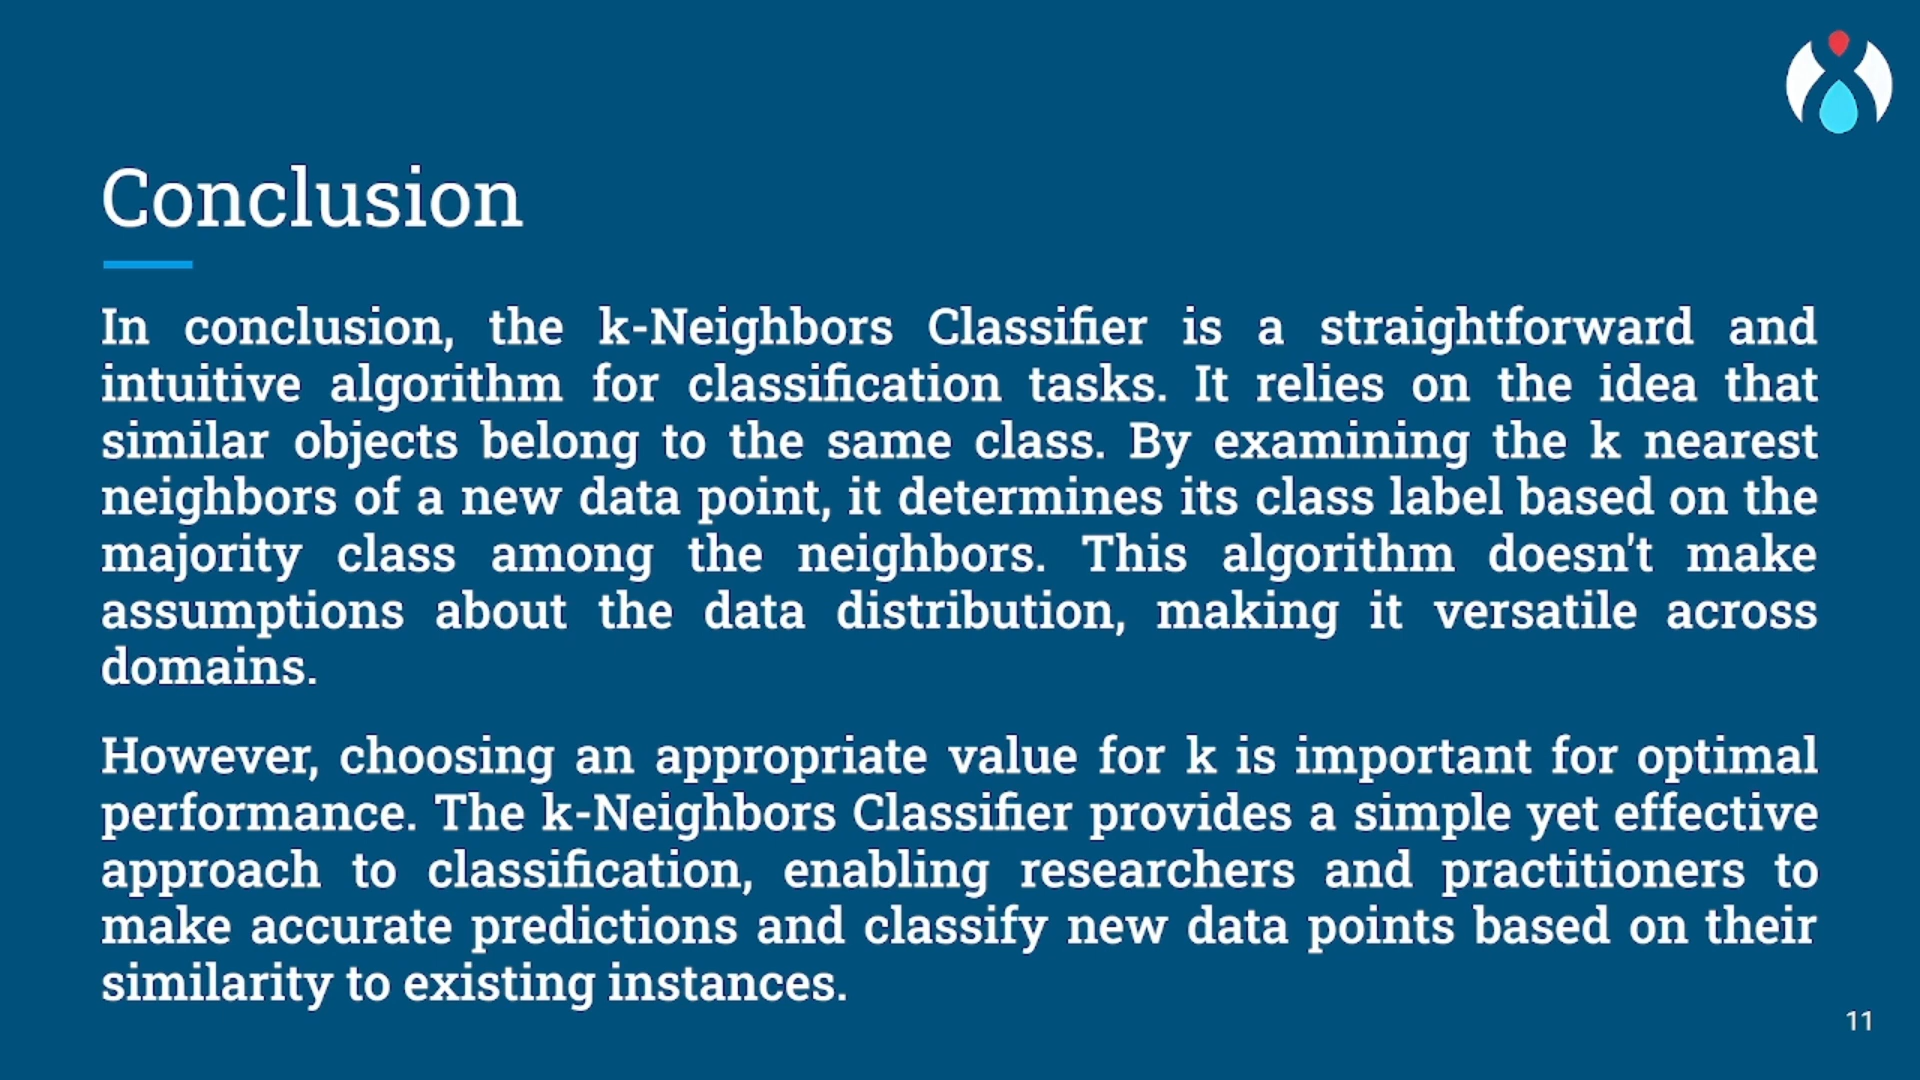 Conclusion
In conclusion, the k-Neighbors Classifier is a straightforward and
intuitive algorithm for classification tasks. It relies on the idea that
similar objects belong to the same class. By examining the k nearest
neighbors of a new data point, it determines its class label based on the
majority class among the neighbors. This algorithm doesn't make
assumptions about the data distribution, making it versatile across
domains.
However, choosing an appropriate value for k is important for optimal
performance. The k-Neighbors Classifier provides a simple yet effective
approach to classification, enabling researchers and practitioners to
make accurate predictions and classify new data points based on their
similarity to existing instances.
11